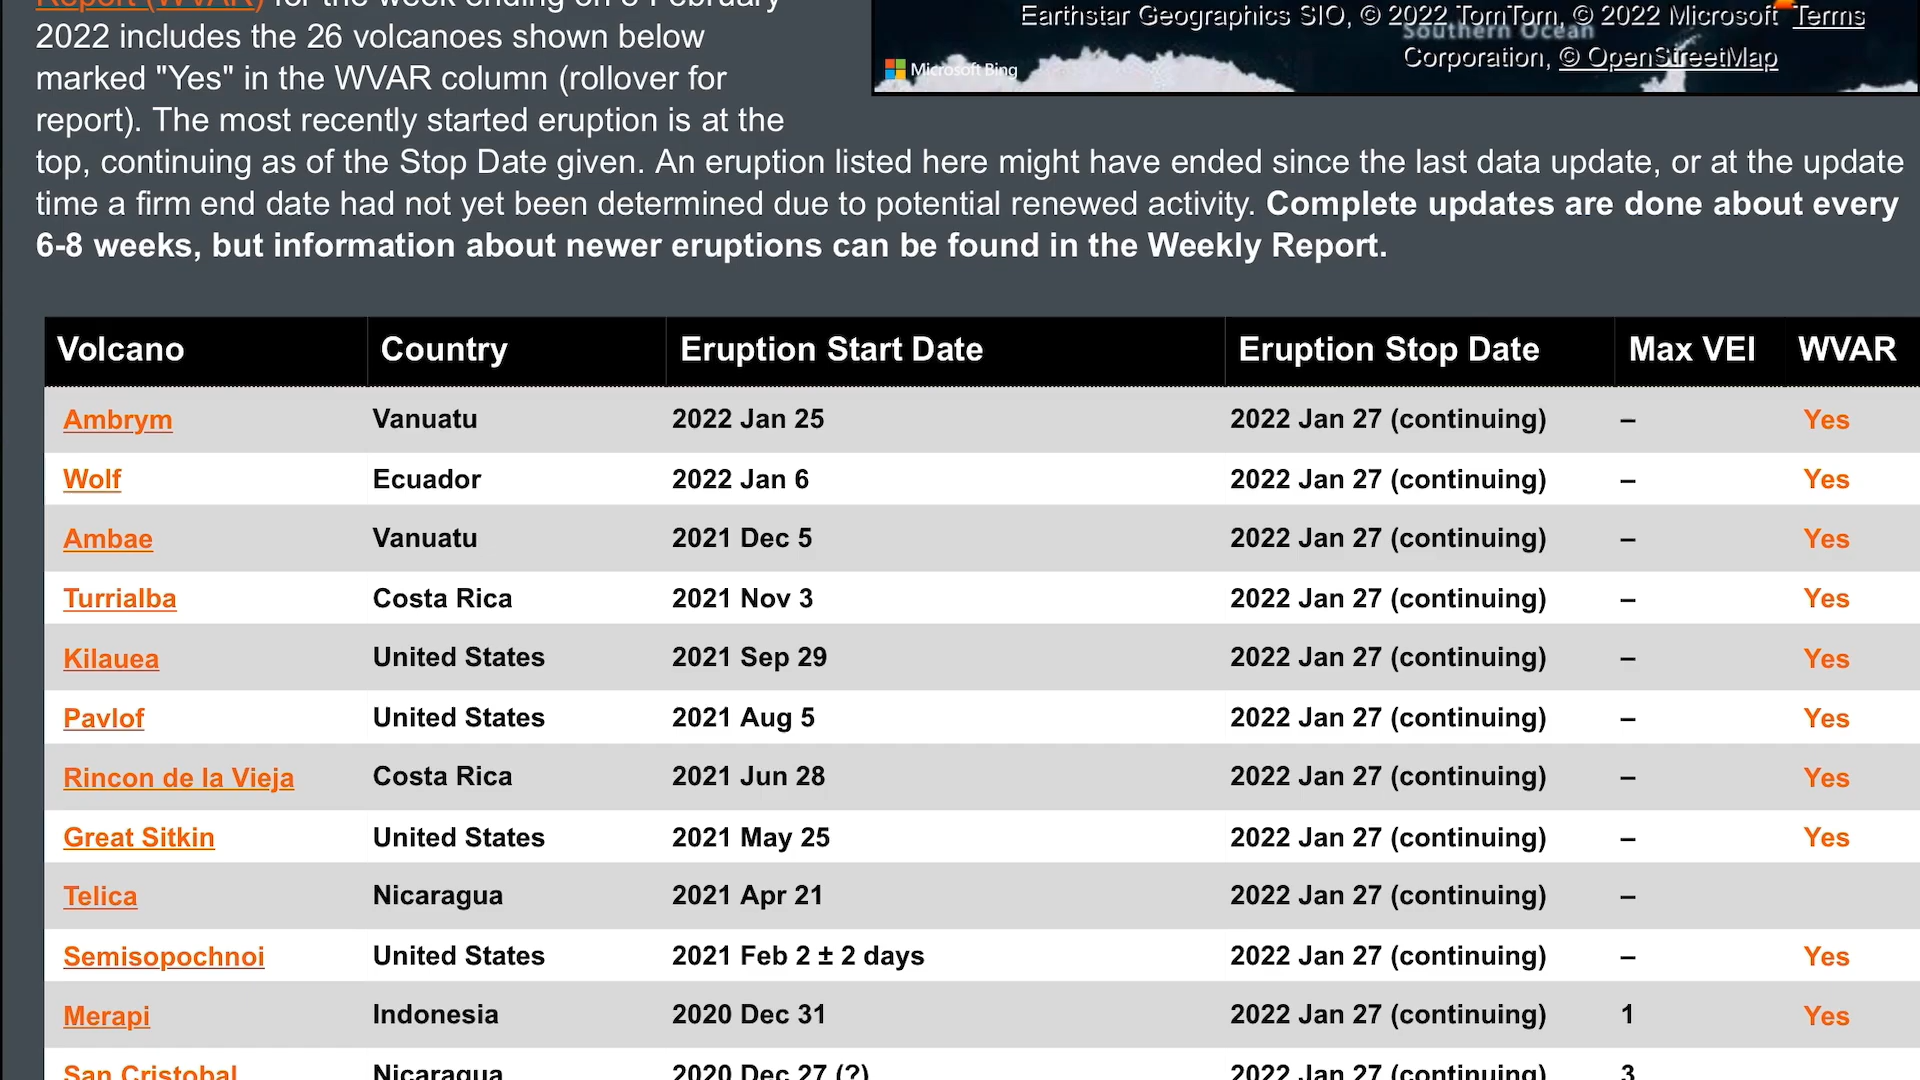 Report (WVAR) for the week ending on 8 February
2022 includes the 26 volcanoes shown below
marked "Yes" in the WVAR column (rollover for
report). The most recently started eruption is at the
top, continuing as of the Stop Date given. An eruption listed here might have ended since the last data update, or at the update
time a firm end date had not yet been determined due to potential renewed activity. Complete updates are done about every
6-8 weeks, but information about newer eruptions can be found in the Weekly Report.
Earthstar Geographics SIO, © 2022 TomTom, © 2022 Microsoft Terms
Southern Ocean
Corporation, © OpenStreetMap
Microsoft Bing
Volcano Country Eruption Start Date Eruption Stop Date Max VEI WVAR
Ambrym Vanuatu 2022 Jan 25 2022 Jan 27 (continuing) – Yes
Wolf Ecuador 2022 Jan 6 2022 Jan 27 (continuing) – Yes
Ambae Vanuatu 2021 Dec 5 2022 Jan 27 (continuing) – Yes
Turrialba Costa Rica 2021 Nov 3 2022 Jan 27 (continuing) – Yes
Kilauea United States 2021 Sep 29 2022 Jan 27 (continuing) – Yes
Pavlof United States 2021 Aug 5 2022 Jan 27 (continuing) – Yes
Rincon de la Vieja Costa Rica 2021 Jun 28 2022 Jan 27 (continuing) – Yes
Great Sitkin United States 2021 May 25 2022 Jan 27 (continuing) – Yes
Telica Nicaragua 2021 Apr 21 2022 Jan 27 (continuing) –
Semisopochnoi United States 2021 Feb 2 ± 2 days 2022 Jan 27 (continuing) – Yes
Merapi Indonesia 2020 Dec 31 2022 Jan 27 (continuing) 1 Yes
San Cristobal Nicaragua 2020 Dec 27 (?) 2022 Jan 27 (continuing) 3